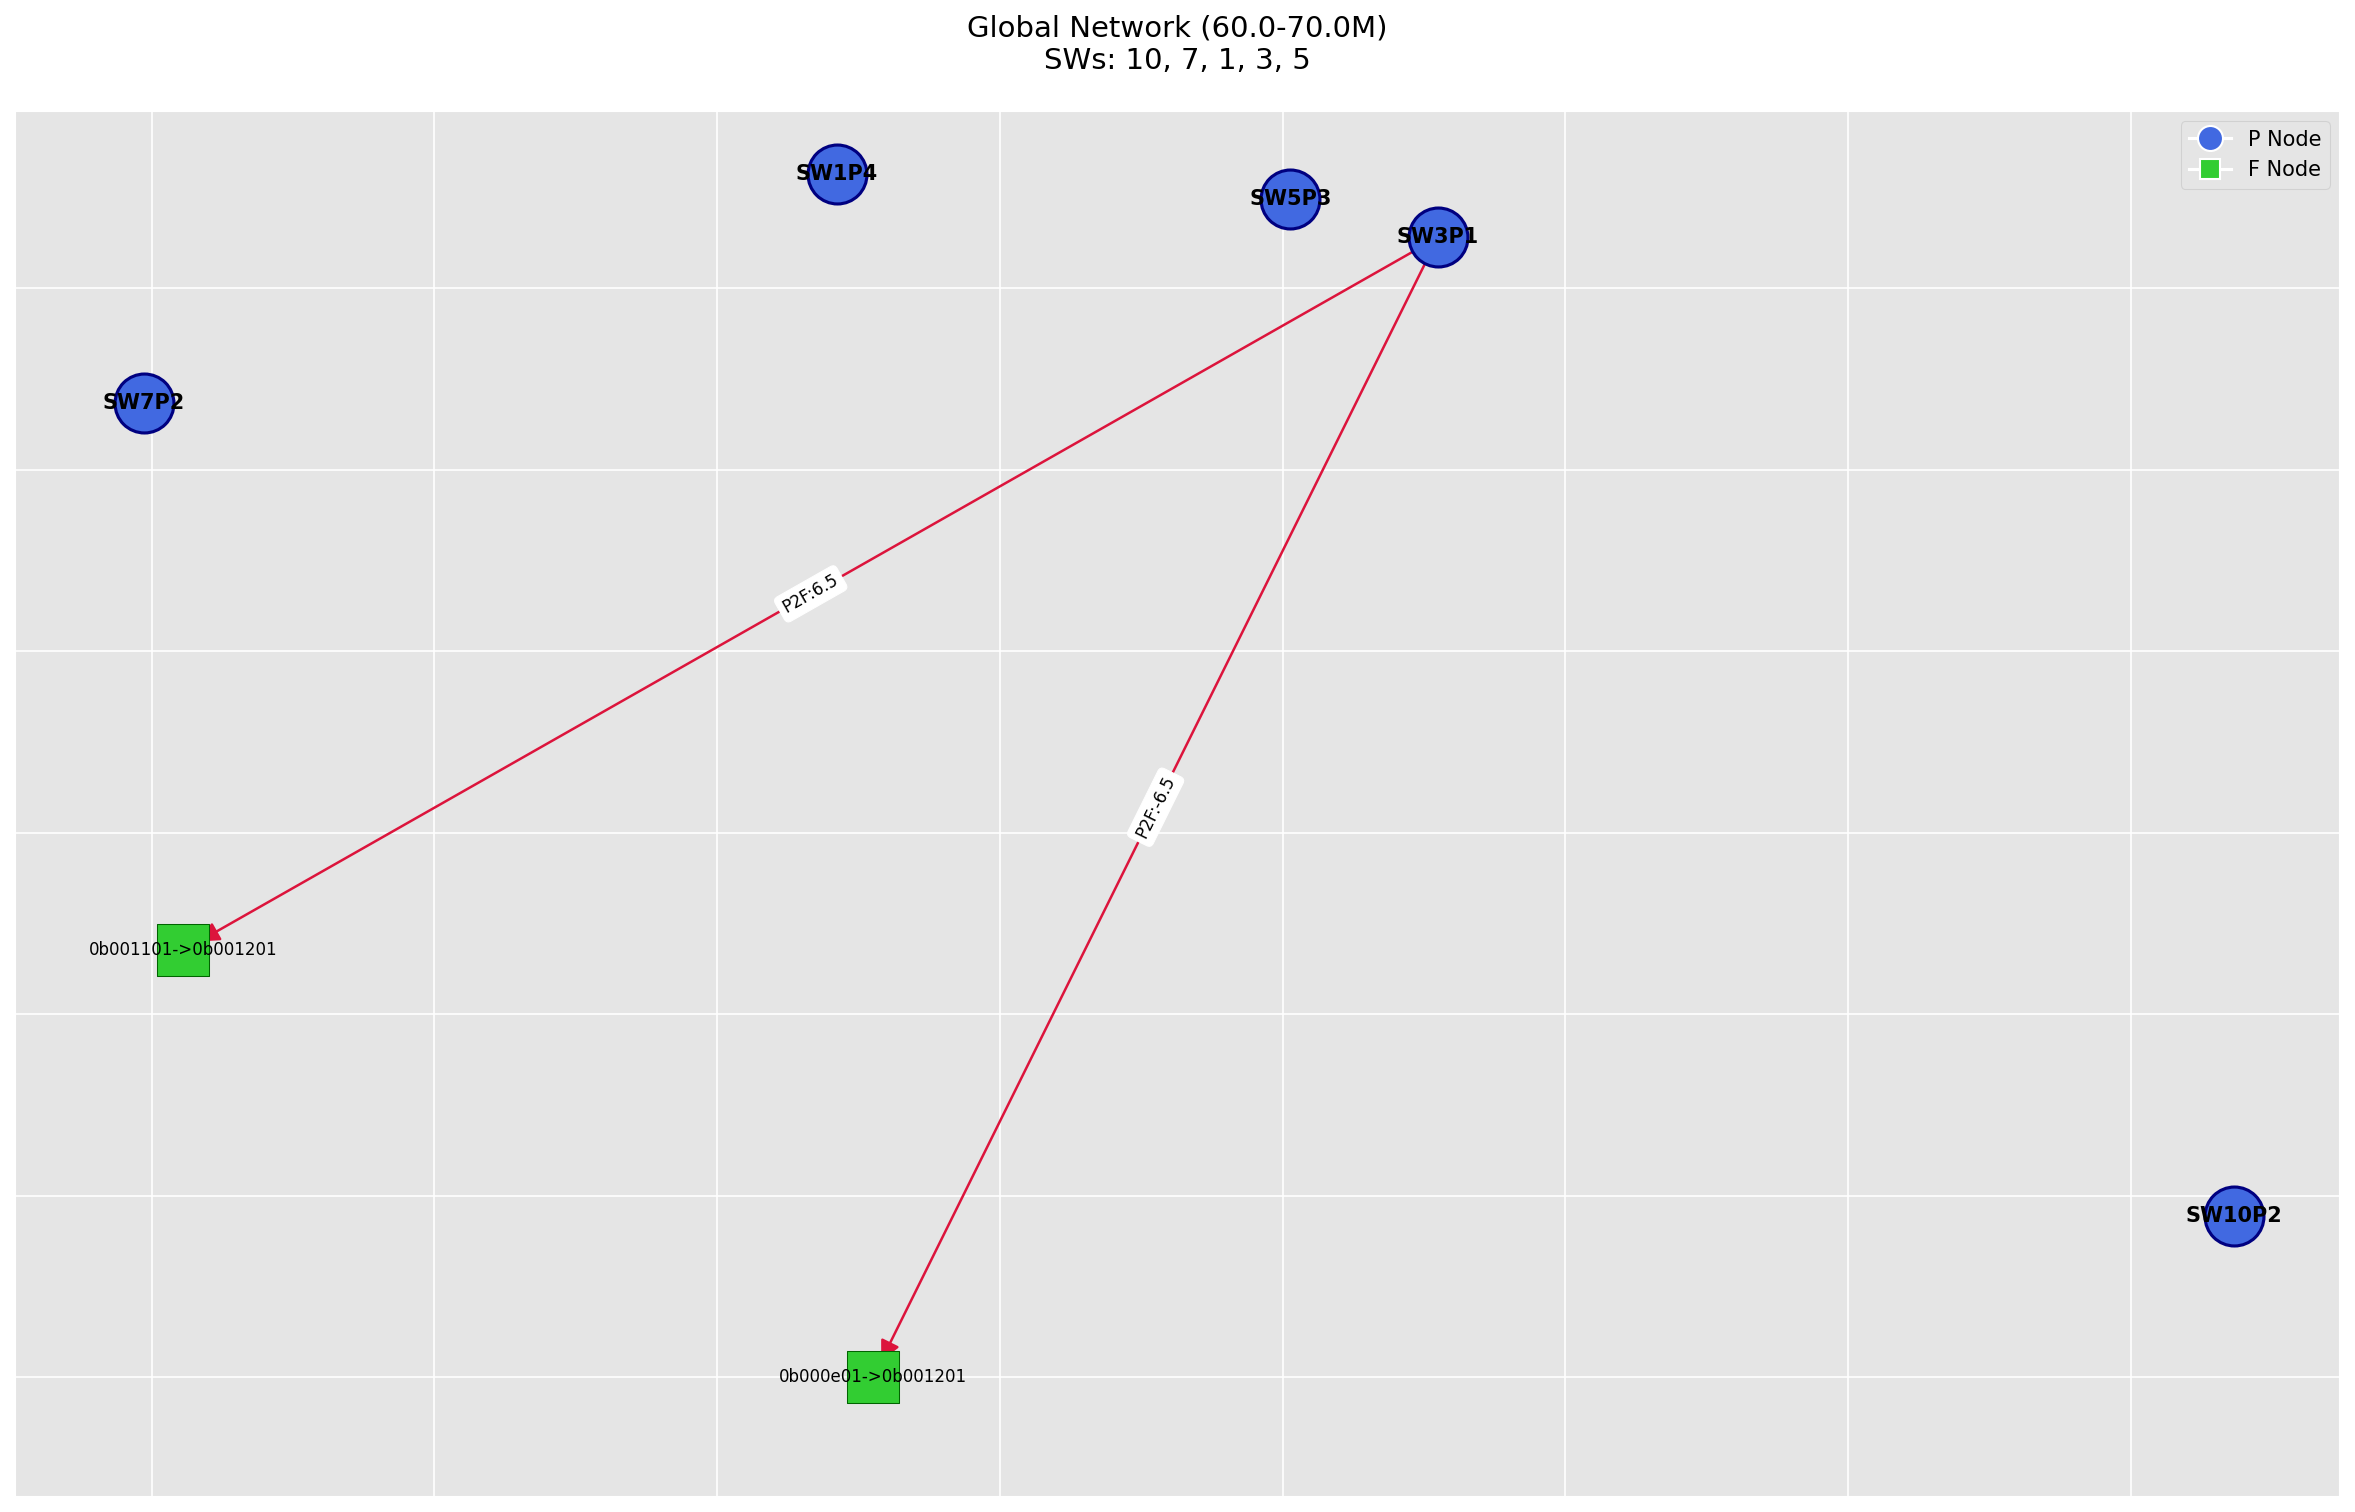 Global Network (60.0-70.0M)
SWs: 10, 7, 1, 3, 5
P Node
F Node
SW1P4
SW5P3
SW3P1
SW7P2
P2F:6.5
P2F:-6.5
0b001101->0b001201
SW10P2
0b000e01->0b001201